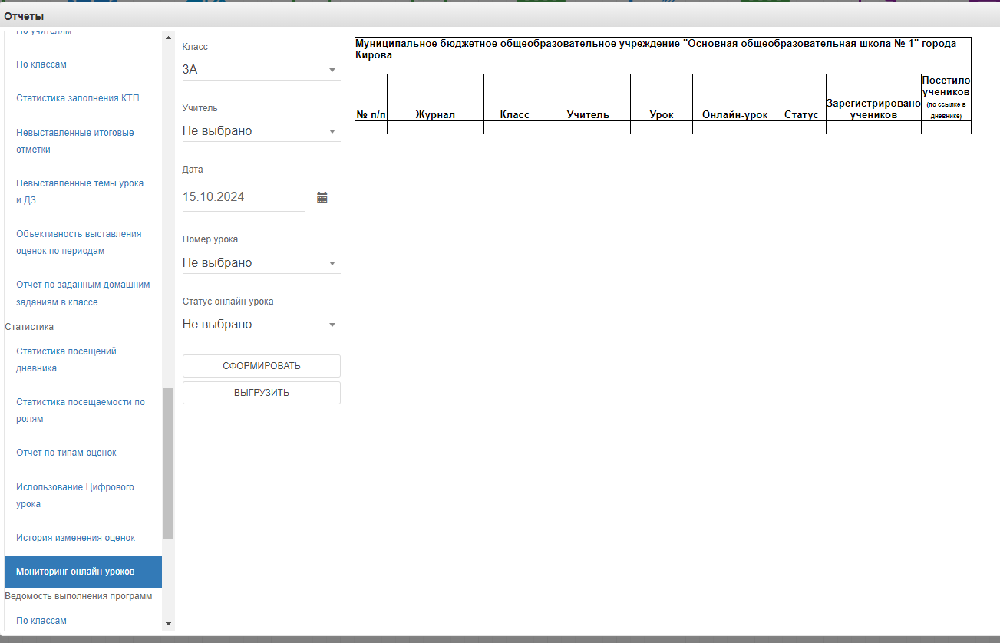 Отчеты
По учителям
По классам
Статистика заполнения КТП
Невыставленные итоговые
отметки
Невыставленные темы урока
и ДЗ
Объективность выставления
оценок по периодам
Отчет по заданным домашним
заданиям в классе
Статистика
Статистика посещений
дневника
Статистика посещаемости по
ролям
Отчет по типам оценок
Использование Цифрового
урока
История изменения оценок
Мониторинг онлайн-уроков
Ведомость выполнения программ
По классам
Класс
3А
Учитель
Не выбрано
Дата
15.10.2024
Номер урока
Не выбрано
Статус онлайн-урока
Не выбрано
СФОРМИРОВАТЬ
ВЫГРУЗИТЬ
Муниципальное бюджетное общеобразовательное учреждение "Основная общеобразовательная школа № 1" города
Кирова
№ п/п
Журнал
Класс
Учитель
Урок
Онлайн-урок
Статус
Зарегистрировано
учеников
Посетило
учеников
(по ссылке в
дневнике)